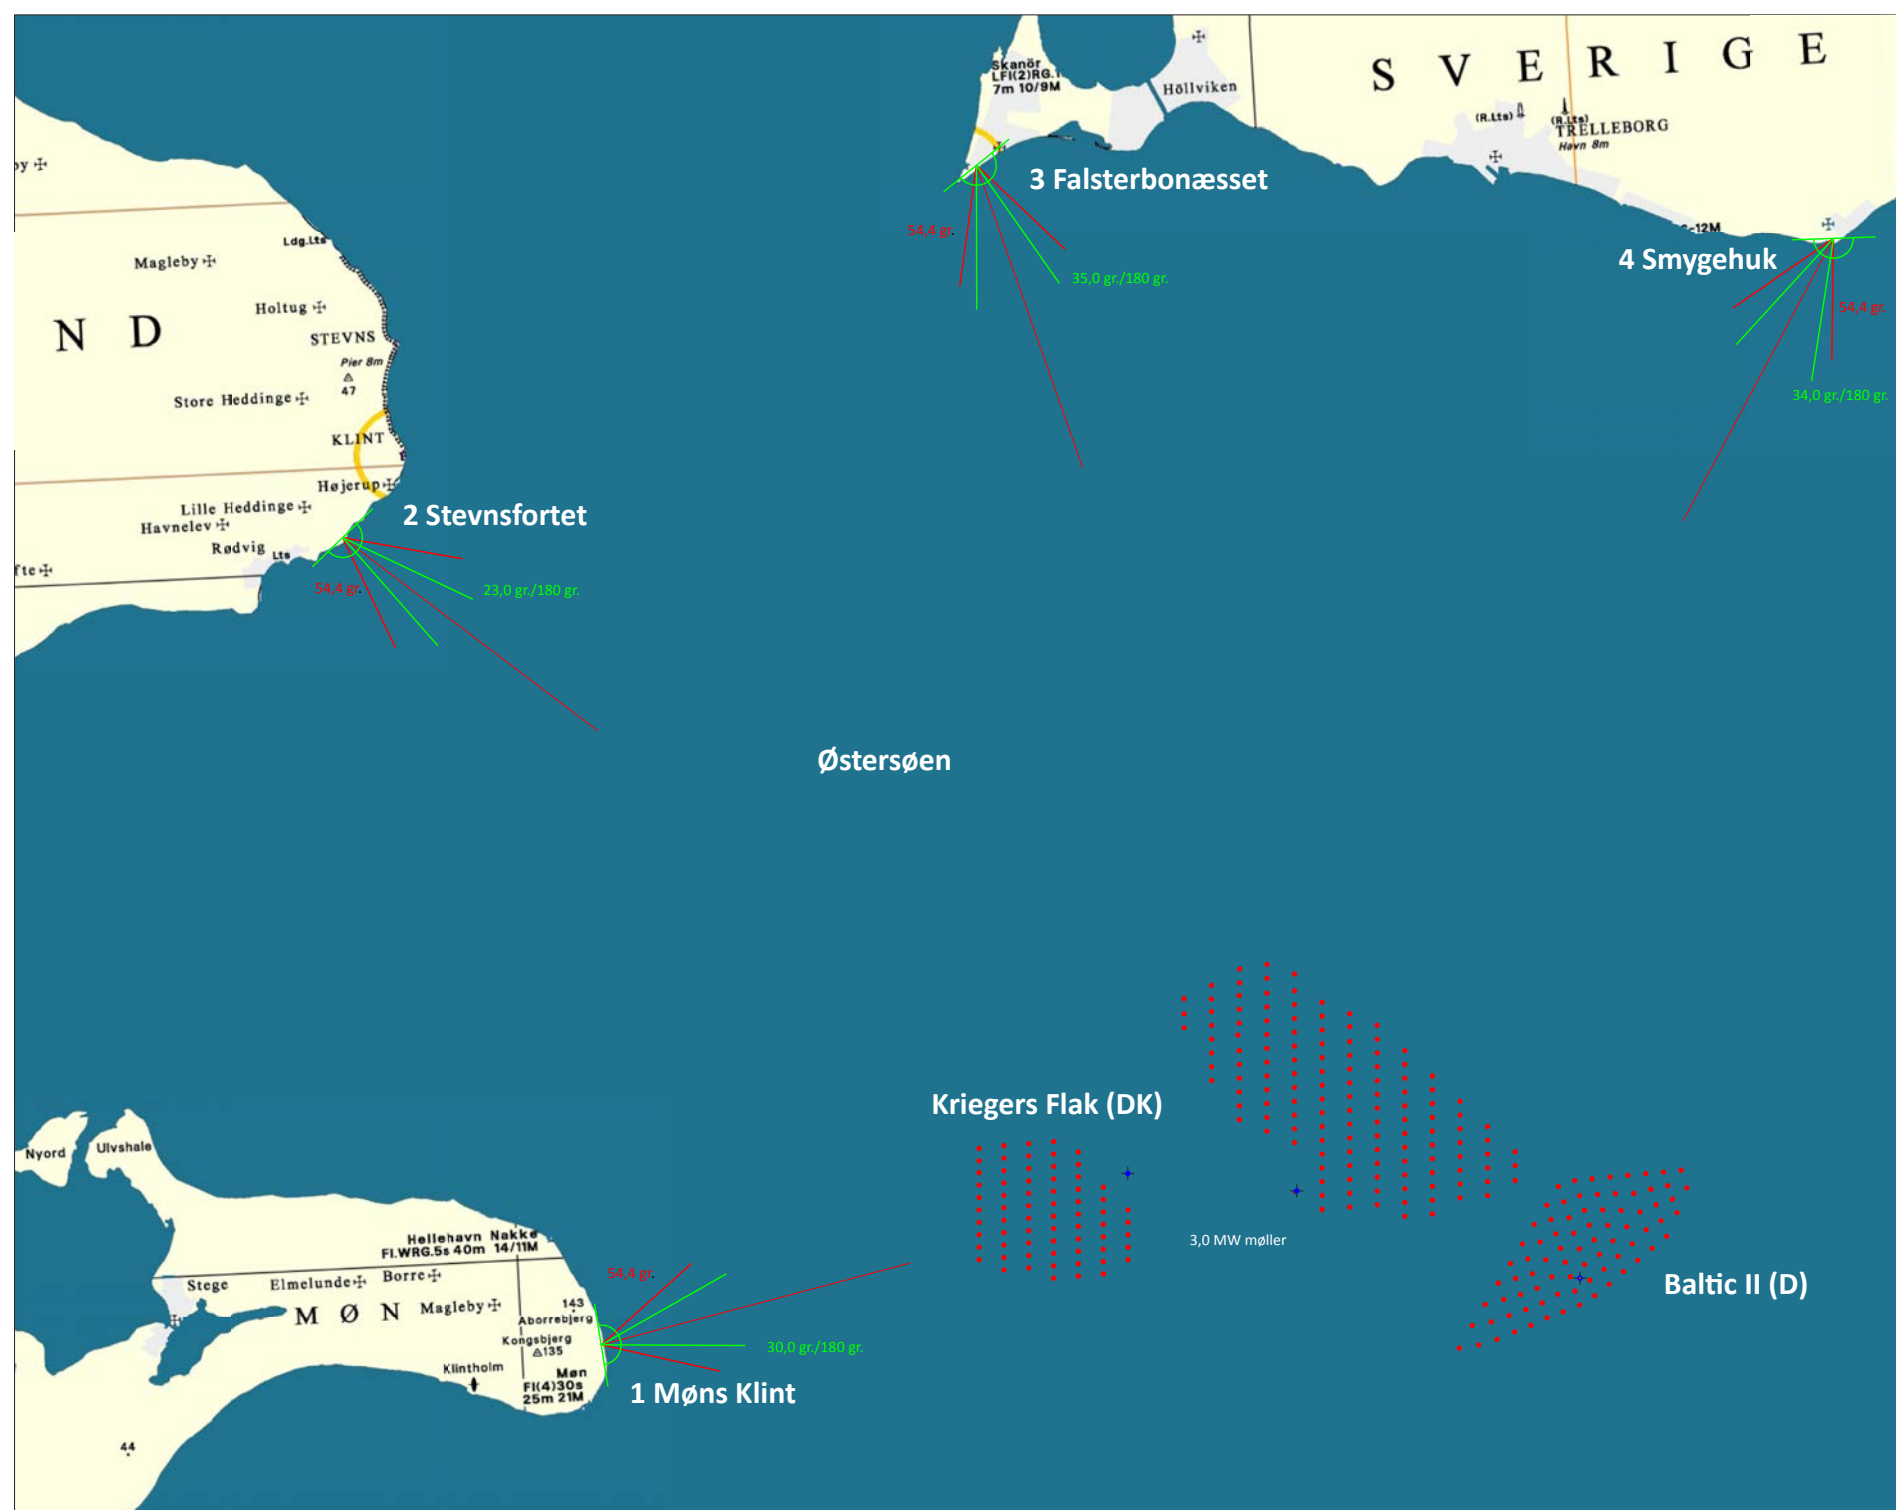 Skanör
LFl(2)RG.
7m 10/9M
Höllviken
S V E R I G E
(R.Lts)
(R.Lts)
TRELLEBORG
Havn 8m
by
3 Falsterbonæsset
54,4 gr.
35,0 gr./180 gr.
-12M
4 Smygehuk
54,4 gr.
34,0 gr./180 gr.
Ldg.Lts
Magleby
Holtug
N D
STEVNS
Pier 8m
47
Store Heddinge
KLINT
Højerup
Lille Heddinge
Havnelev
2 Stevnsfortet
Rødvig
Lts
fte
54,4 gr.
23,0 gr./180 gr.
Østersøen
Kriegers Flak (DK)
3,0 MW møller
Baltic II (D)
Nyord
Ulvshale
Hellehavn Nakke
Fl.WRG.5s 40m 14/11M
Stege
Elmelunde
Borre
54,4 gr.
M Ø N
Magleby
143
Aborrebjerg
Kongsbjerg
135
30,0 gr./180 gr.
Klintholm
Møn
Fl(4)30s
25m 21M
1 Møns Klint
44